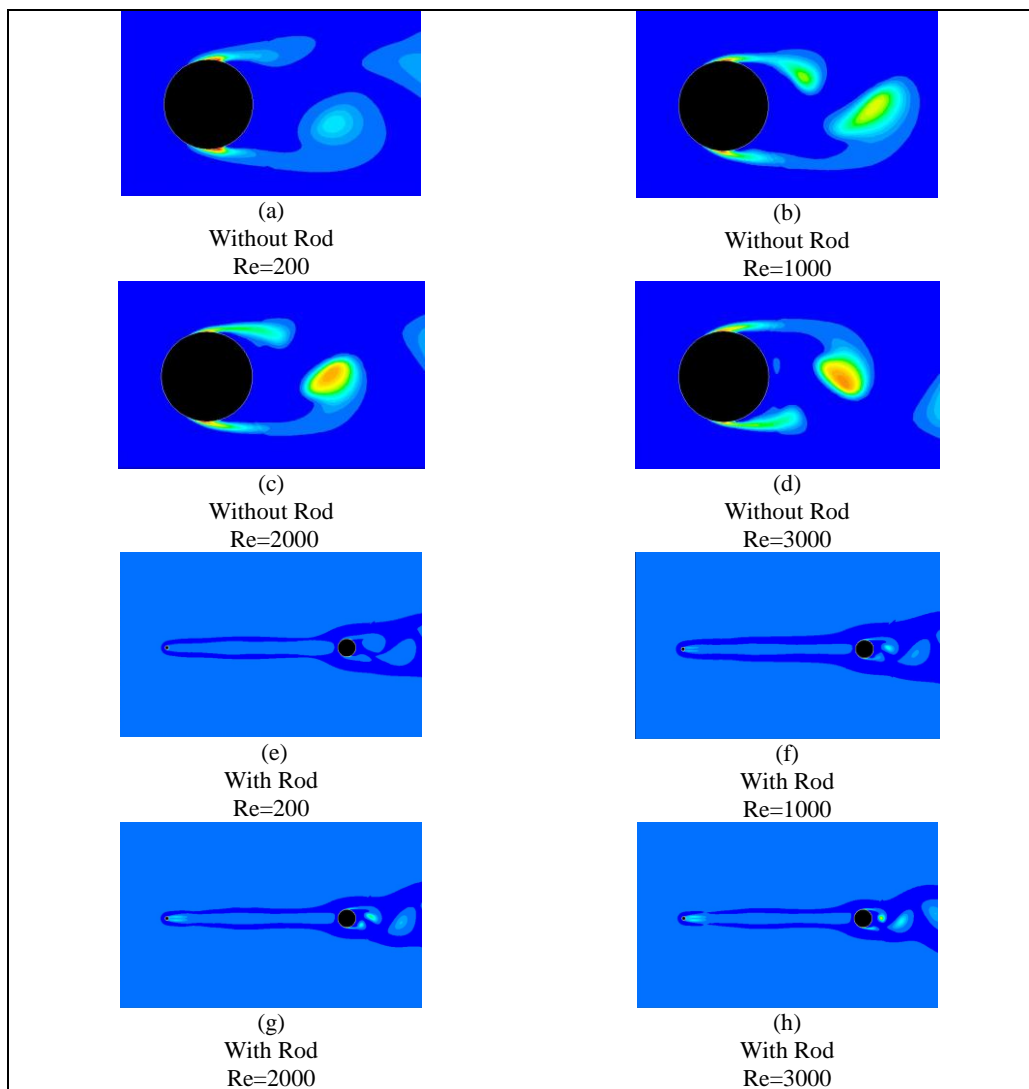 (a)
Without Rod
Re=200
(b)
Without Rod
Re=1000
(c)
Without Rod
Re=2000
(d)
Without Rod
Re=3000
(e)
With Rod
Re=200
(f)
With Rod
Re=1000
(g)
With Rod
Re=2000
(h)
With Rod
Re=3000